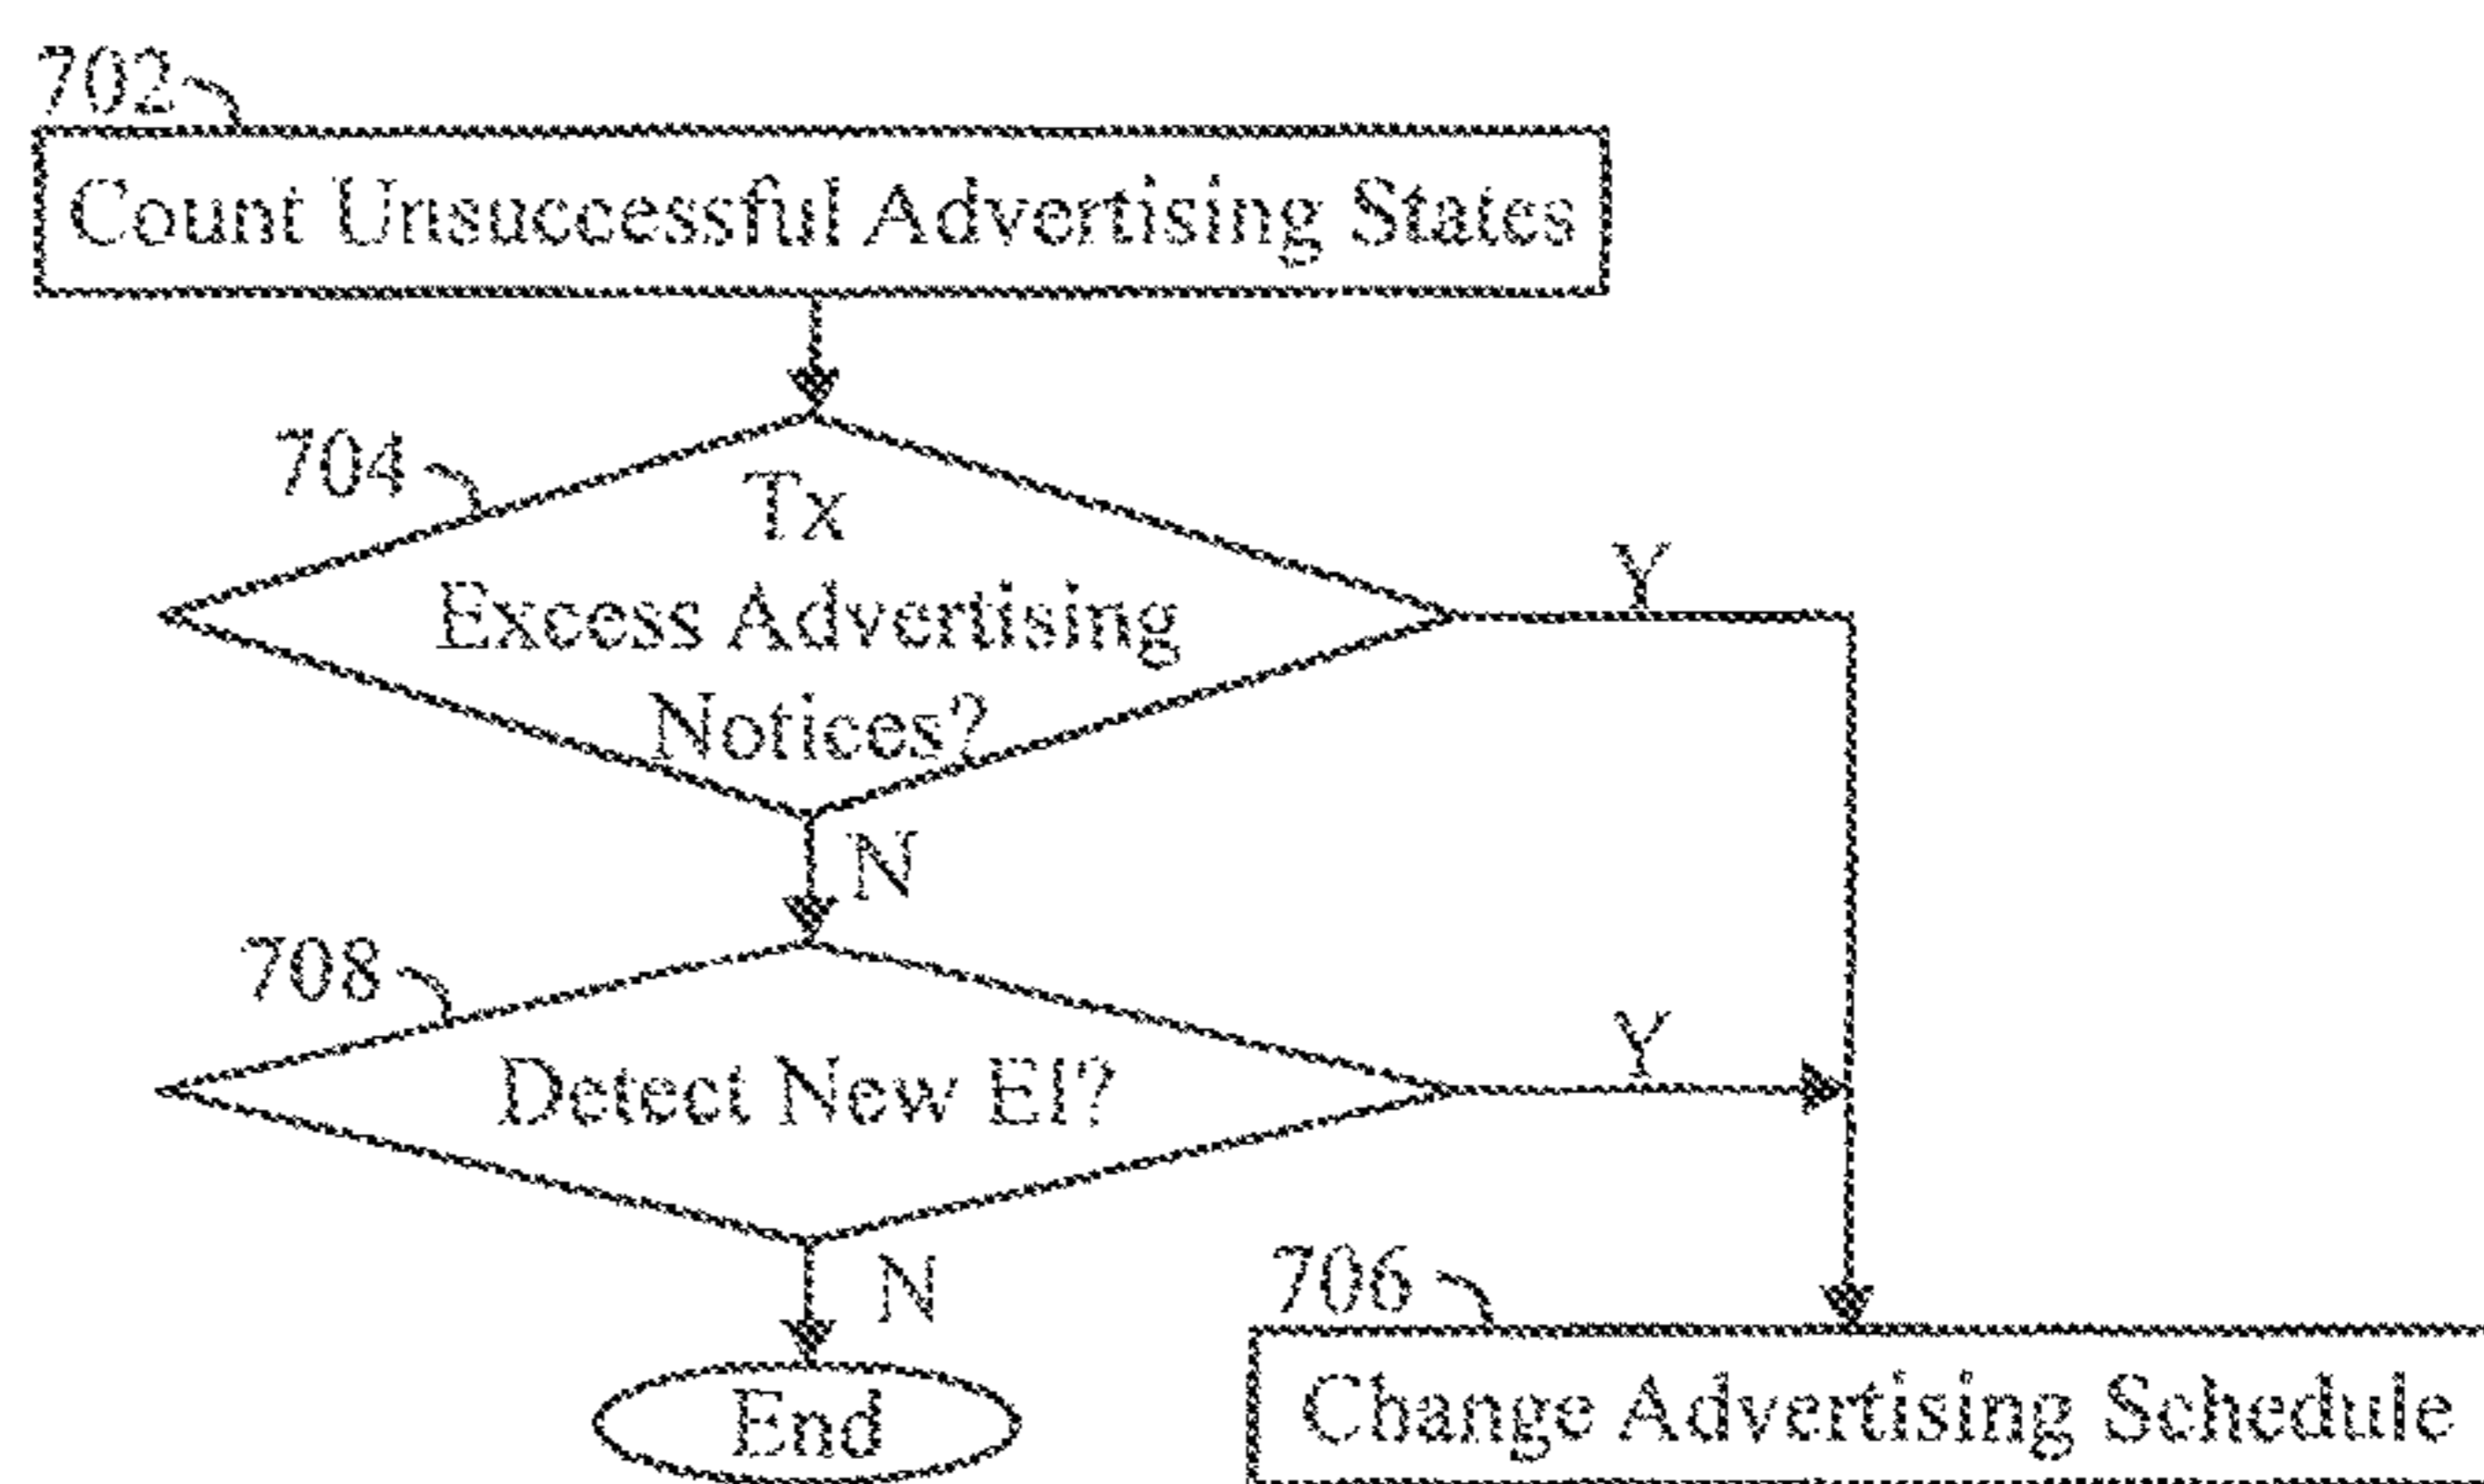 702
Count Unsuccessful Advertising States
704
Tx
Excess Advertising
Notices?
Y
N
708
Detect New EI?
Y
N
706
End
Change Advertising Schedule